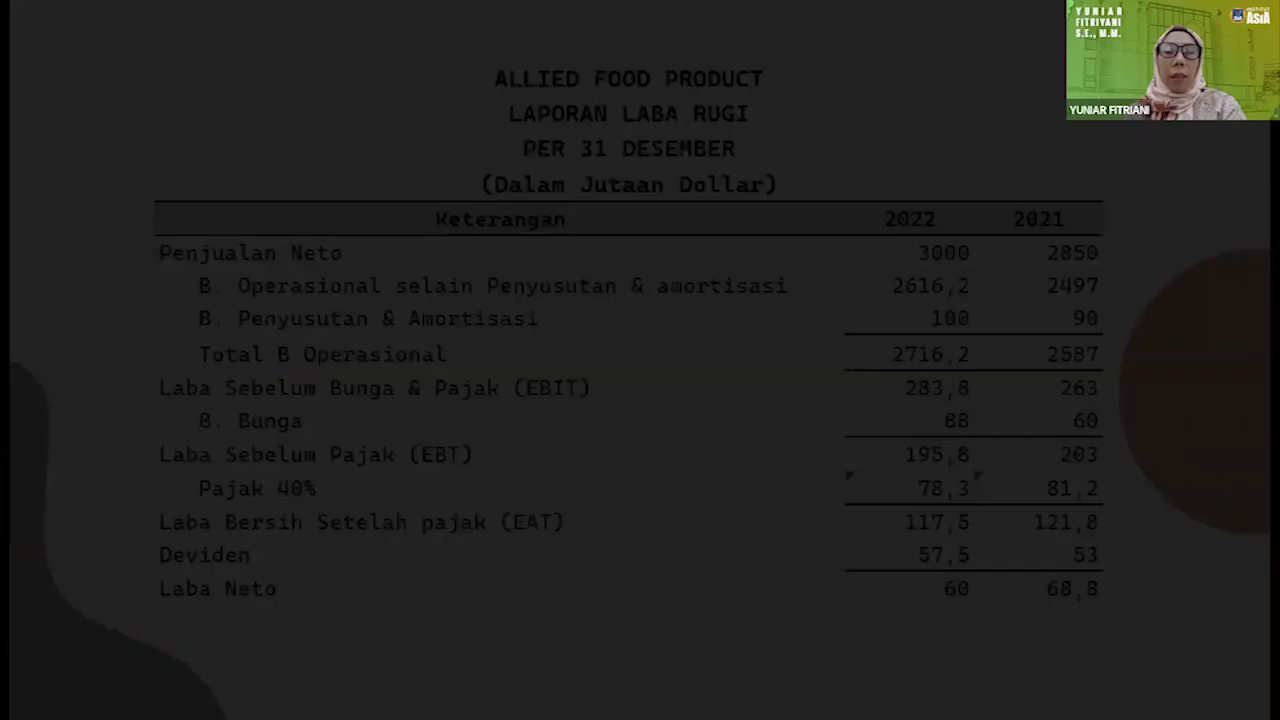 ALLIED FOOD PRODUCT
LAPORAN LABA RUGI
PER 31 DESEMBER
(Dalam Jutaan Dollar)
Keterangan 2022 2021
Penjualan Neto 3000 2850
B. Operasional selain Penyusutan & amortisasi 2616,2 2497
B. Penyusutan & Amortisasi 100 90
Total B Operasional 2716,2 2587
Laba Sebelum Bunga & Pajak (EBIT) 283,8 263
B. Bunga 88 60
Laba Sebelum Pajak (EBT) 195,8 203
Pajak 40% 78,3 81,2
Laba Bersih Setelah pajak (EAT) 117,5 121,8
Deviden 57,5 53
Laba Neto 60 68,8
YUNIAR
FITRIYANI
S.E., M.M.
INSTITUT
ASIA
YUNIAR FITRIANI